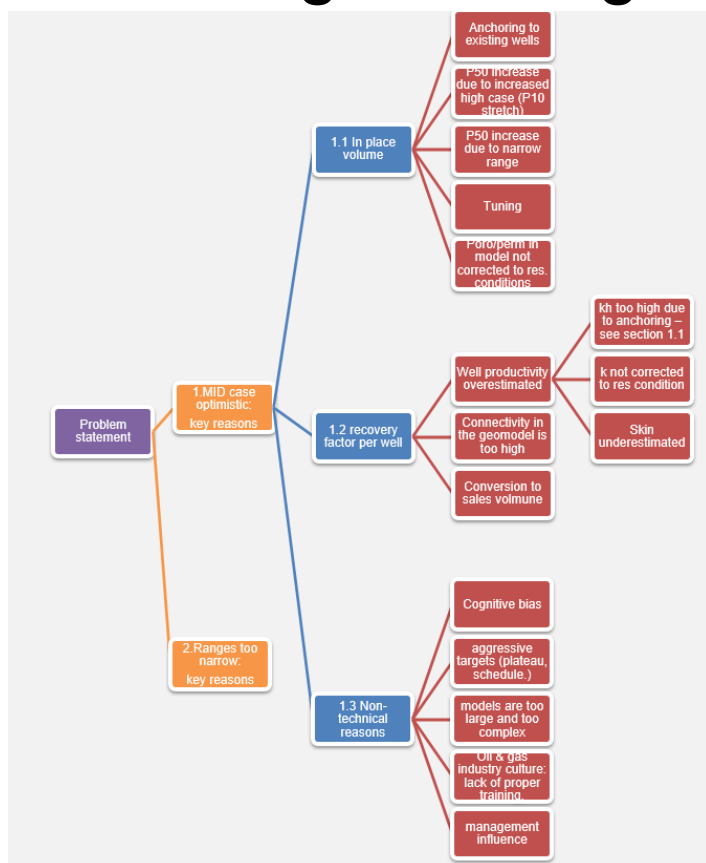 Anchoring to
existing wells
P50 increase
due to increased
high case (P10
stretch)
1.1 In place
volume
P50 increase
due to narrow
range
Tuning
Poro/perm in
model not
corrected to res.
conditions
kh too high due
to anchoring –
see section 1.1
Well productivity
overestimated
k not corrected
to res condition
1.MID case
optimistic:
key reasons
Problem
statement
1.2 recovery
factor per well
Connectivity in
the geomodel is
too high
Skin
underestimated
Conversion to
sales volmune
Cognitive bias
2.Ranges too
narrow:
key reasons
aggressive
targets (plateau,
schedule.)
1.3 Non-
technical
reasons
models are too
large and too
complex
Oil & gas
industry culture:
lack of proper
training.
management
influence